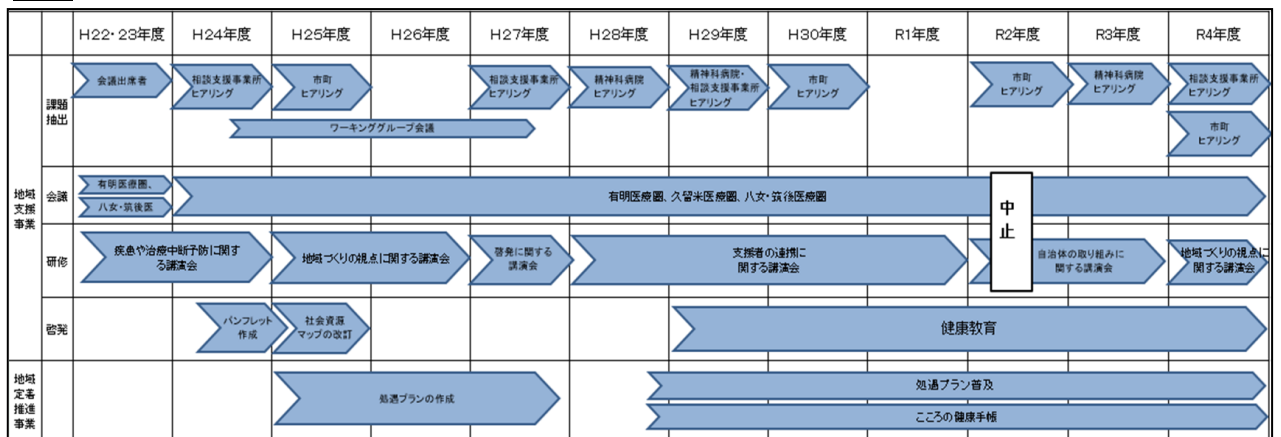 H22・23年度
H24年度
H25年度
H26年度
H27年度
H28年度
H29年度
H30年度
R1年度
R2年度
R3年度
R4年度
地域
支援
事業
課題
抽出
会議出席者
相談支援事業所
ヒアリング
市町
ヒアリング
相談支援事業所
ヒアリング
精神科病院
ヒアリング
精神科病院・
相談支援事業所
ヒアリング
市町
ヒアリング
市町
ヒアリング
精神科病院
ヒアリング
相談支援事業所
ヒアリング
ワーキンググループ会議
市町
ヒアリング
会議
有明医療圏、
八女・筑後医
有明医療圏、久留米医療圏、八女・筑後医療圏
中
止
研修
疾患や治療中断予防に関す
る講演会
地域づくりの視点に関する講演会
啓発に関する
講演会
支援者の連携に
関する講演会
自治体の取り組みに
関する講演会
地域づくりの視点に
関する講演会
啓発
パンフレット
作成
社会資源
マップの改訂
健康教育
地域
定着
推進
事業
処遇プランの作成
処遇プラン普及
こころの健康手帳